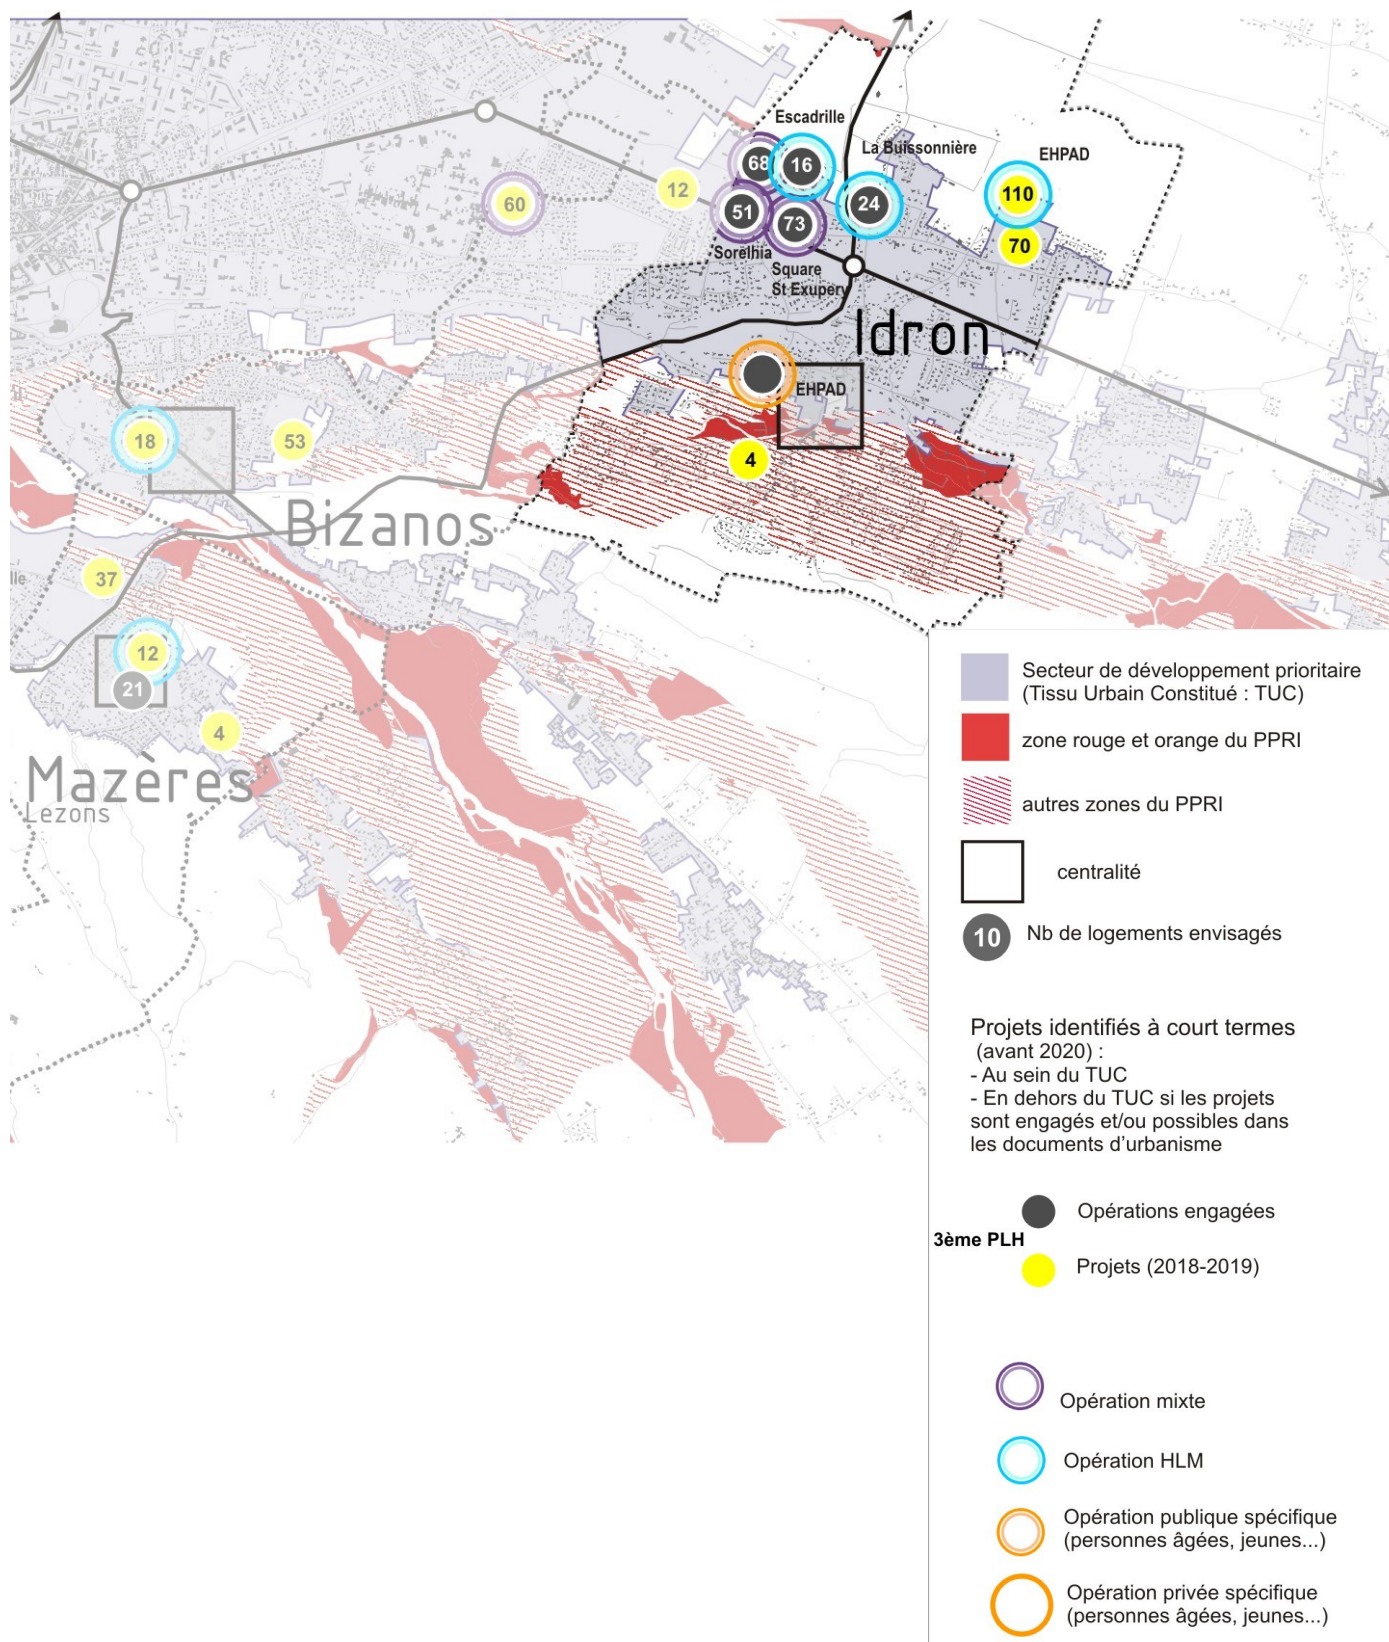 Escadrille
La Buissonnière
EHPAD
68
16
12
60
110
24
51
73
70
Sorelhia
Square
St Exupery
Idron
EHPAD
18
53
4
Bizanos
lle
37
12
21
4
Mazères
Lezons
Secteur de développement prioritaire
(Tissu Urbain Constitué : TUC)
zone rouge et orange du PPRI
autres zones du PPRI
centralité
10
Nb de logements envisagés
Projets identifiés à court termes
(avant 2020) :
- Au sein du TUC
- En dehors du TUC si les projets
sont engagés et/ou possibles dans
les documents d’urbanisme
Opérations engagées
3ème PLH
Projets (2018-2019)
Opération mixte
Opération HLM
Opération publique spécifique
(personnes âgées, jeunes...)
Opération privée spécifique
(personnes âgées, jeunes...)